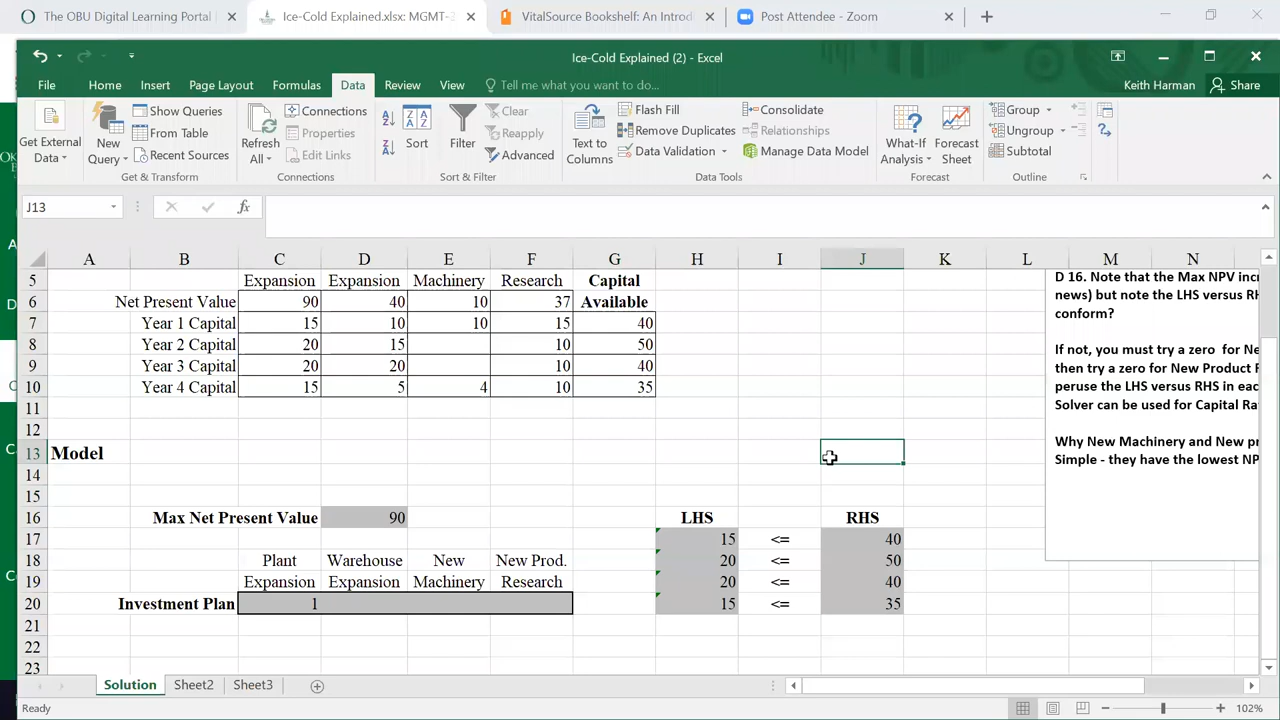 The OBU Digital Learning Portal
Ice-Cold Explained.xlsx: MGMT-2
VitalSource Bookshelf: An Introd
Post Attendee - Zoom
Ice-Cold Explained (2) - Excel
File Home Insert Page Layout Formulas Data Review View Tell me what you want to do... Keith Harman Share
Get External Data
New Query
Show Queries
From Table
Recent Sources
Refresh All
Connections
Properties
Edit Links
Sort
Filter
Clear
Reapply
Advanced
Text to Columns
Flash Fill
Remove Duplicates
Data Validation
Consolidate
Relationships
Manage Data Model
What-If Analysis
Forecast Sheet
Group
Ungroup
Subtotal
Get & Transform Connections Sort & Filter Data Tools Forecast Outline
J13 fx
A B C D E F G H I J K L M N
5 Expansion Expansion Machinery Research Capital
6 Net Present Value 90 40 10 37 Available
7 Year 1 Capital 15 10 10 15 40
8 Year 2 Capital 20 15 10 50
9 Year 3 Capital 20 20 10 40
10 Year 4 Capital 15 5 4 10 35
11
12
13 Model
14
15
16 Max Net Present Value 90 LHS RHS
17 15 <= 40
18 Plant Warehouse New New Prod. 20 <= 50
19 Expansion Expansion Machinery Research 20 <= 40
20 Investment Plan 1 15 <= 35
21
22
23
D 16. Note that the Max NPV incr
news) but note the LHS versus RH
conform?
If not, you must try a zero for Ne
then try a zero for New Product R
peruse the LHS versus RHS in eac
Solver can be used for Capital Ra
Why New Machinery and New pr
Simple - they have the lowest NP
Solution Sheet2 Sheet3
Ready 102%